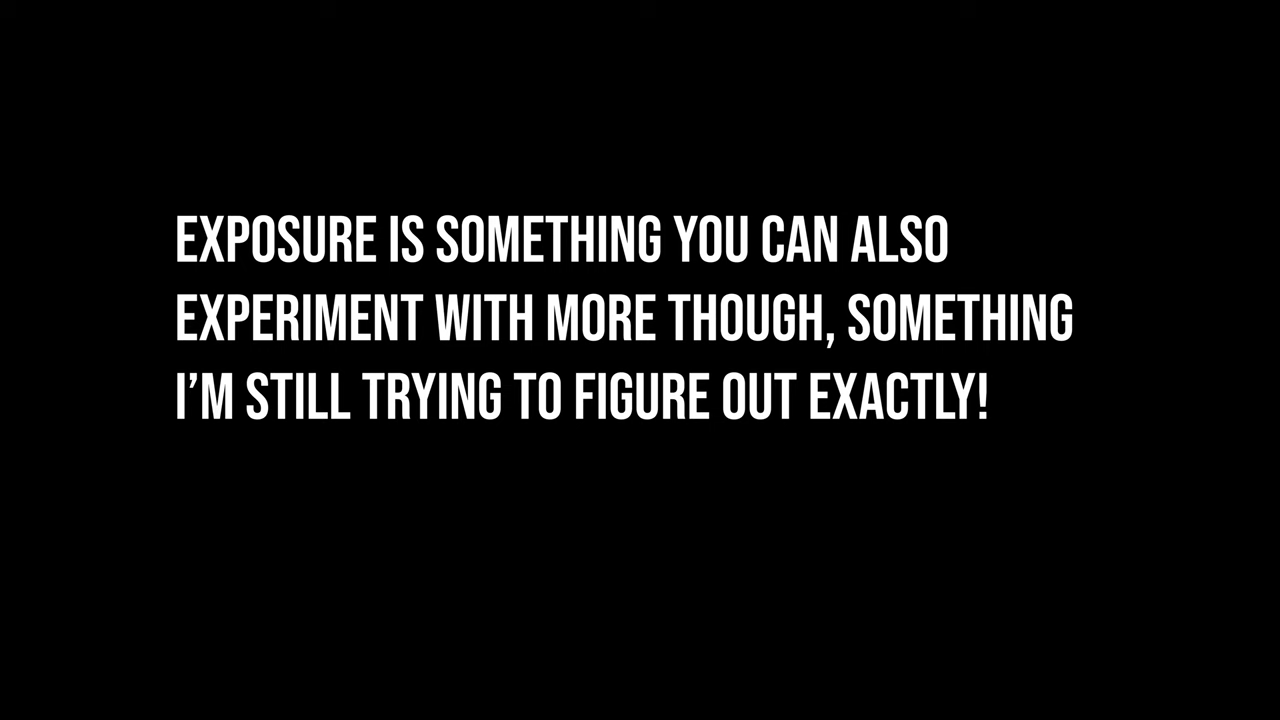 EXPOSURE IS SOMETHING YOU CAN ALSO
EXPERIMENT WITH MORE THOUGH, SOMETHING
I’M STILL TRYING TO FIGURE OUT EXACTLY!